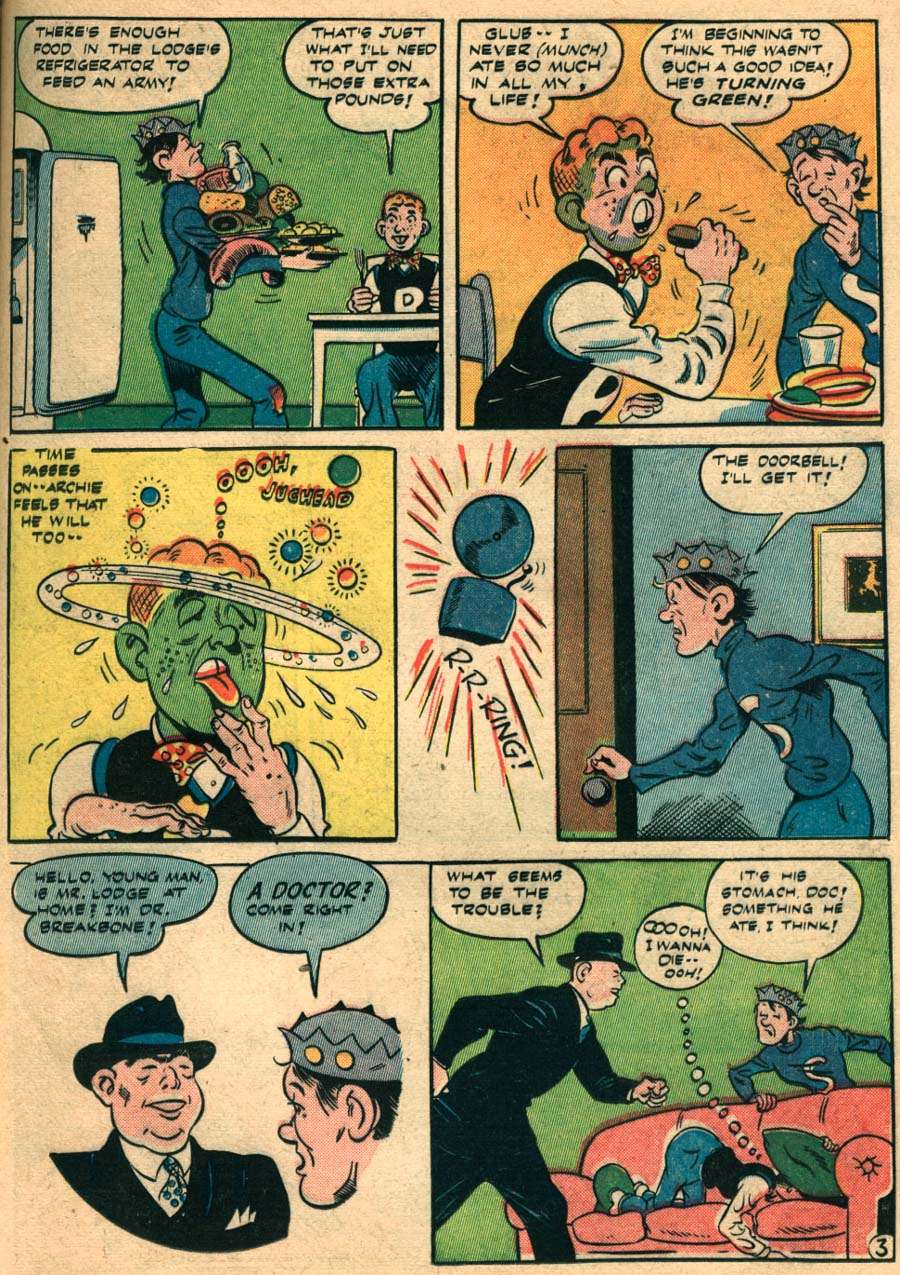 THERE'S ENOUGH
FOOD IN THE LODGE'S
REFRIGERATOR TO
FEED AN ARMY!
THAT'S JUST
WHAT I'LL NEED
TO PUT ON
THOSE EXTRA
POUNDS!
D
GLUB-- I
NEVER (MUNCH)
ATE SO MUCH
IN ALL MY
LIFE!
I'M BEGINNING TO
THINK THIS WASN'T
SUCH A GOOD IDEA!
HE'S TURNING
GREEN!
TIME
PASSES
ON--ARCHIE
FEELS THAT
HE WILL
TOO--
OOOH,
JUGHEAD
R-R-RING!
THE DOORBELL!
I'LL GET IT!
HELLO, YOUNG MAN,
IS MR. LODGE AT
HOME? I'M DR.
BREAKBONE!
A DOCTOR?
COME RIGHT
IN!
WHAT SEEMS
TO BE THE
TROUBLE?
OOOOH!
I WANNA
DIE--
OOH!
IT'S HIS
STOMACH, DOC!
SOMETHING HE
ATE, I THINK!
S
3